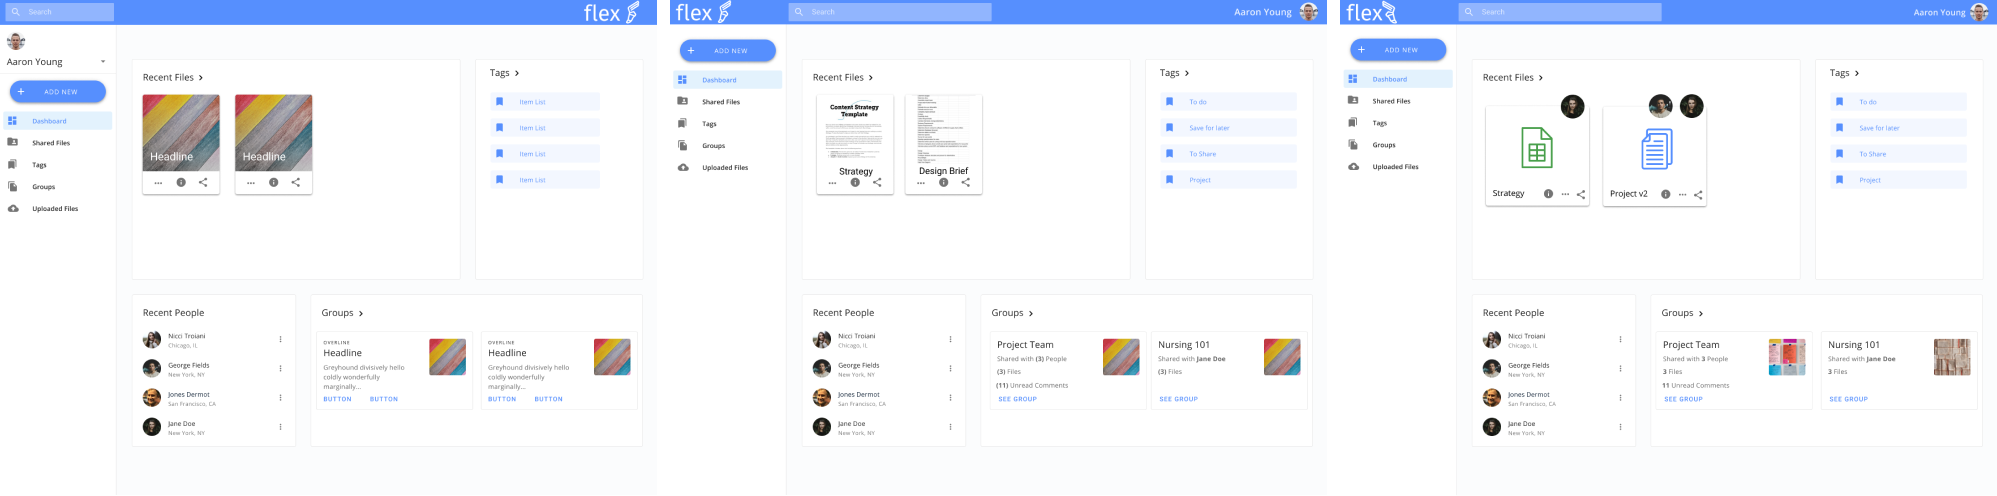 Search
flex
Aaron Young
ADD NEW
Dashboard
Shared Files
Tags
Groups
Uploaded Files
Recent Files
Headline
Headline
Tags
Item List
Item List
Item List
Item List
Recent People
Nicci Troiani
Chicago, IL
George Fields
New York, NY
Jones Dermot
San Francisco, CA
Jane Doe
New York, NY
Groups
OVERLINE
Headline
Greyhound divisively hello
coldly wonderfully
marginally...
BUTTON BUTTON
OVERLINE
Headline
Greyhound divisively hello
coldly wonderfully
marginally...
BUTTON BUTTON
flex
Search
Aaron Young
ADD NEW
Dashboard
Shared Files
Tags
Groups
Uploaded Files
Recent Files
Content Strategy
Template
Strategy
Design Brief
Tags
To do
Save for later
To Share
Project
Recent People
Nicci Troiani
Chicago, IL
George Fields
New York, NY
Jones Dermot
San Francisco, CA
Jane Doe
New York, NY
Groups
Project Team
Shared with (3) People
(3) Files
(11) Unread Comments
SEE GROUP
Nursing 101
Shared with Jane Doe
(3) Files
SEE GROUP
flex
Search
Aaron Young
ADD NEW
Dashboard
Shared Files
Tags
Groups
Uploaded Files
Recent Files
Strategy
Project v2
Tags
To do
Save for later
To Share
Project
Recent People
Nicci Troiani
Chicago, IL
George Fields
New York, NY
Jones Dermot
San Francisco, CA
Jane Doe
New York, NY
Groups
Project Team
Shared with 3 People
3 Files
11 Unread Comments
SEE GROUP
Nursing 101
Shared with Jane Doe
3 Files
SEE GROUP